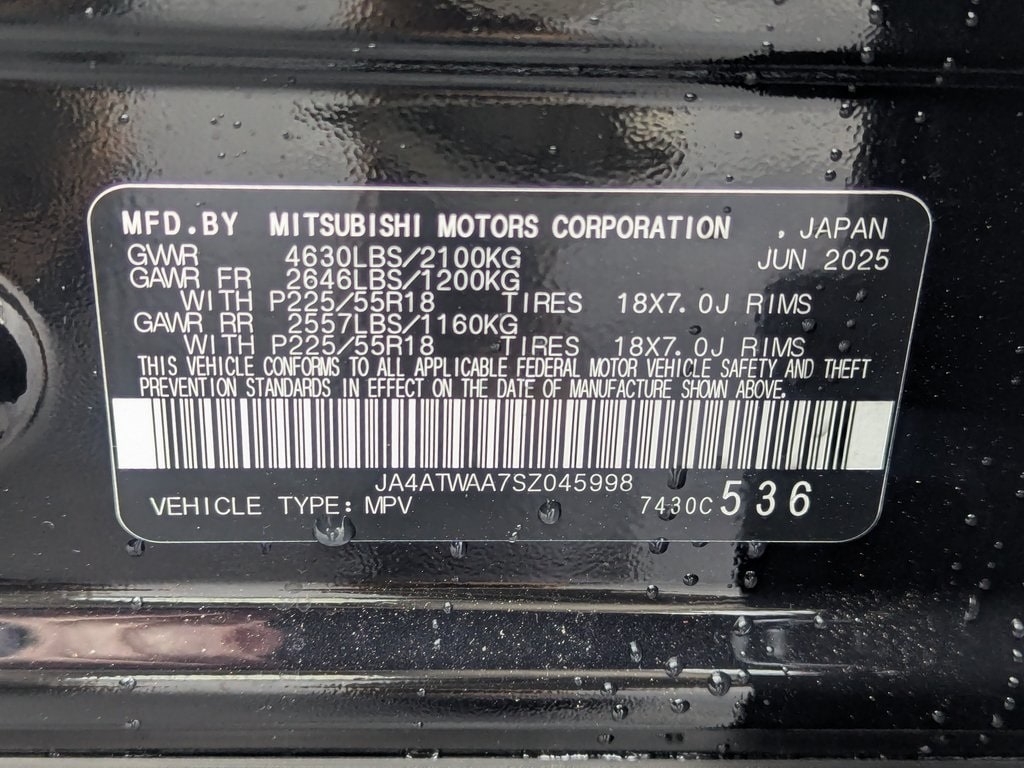 MFD.BY MITSUBISHI MOTORS CORPORATION , JAPAN
GVWR 4630LBS/2100KG JUN 2025
GAWR FR 2646LBS/1200KG
WITH P225/55R18 TIRES 18X7.0J RIMS
GAWR RR 2557LBS/1160KG
WITH P225/55R18 TIRES 18X7.0J RIMS
THIS VEHICLE CONFORMS TO ALL APPLICABLE FEDERAL MOTOR VEHICLE SAFETY AND THEFT
PREVENTION STANDARDS IN EFFECT ON THE DATE OF MANUFACTURE SHOWN ABOVE.
JA4ATWAA7SZ045998
VEHICLE TYPE: MPV 7430C 536